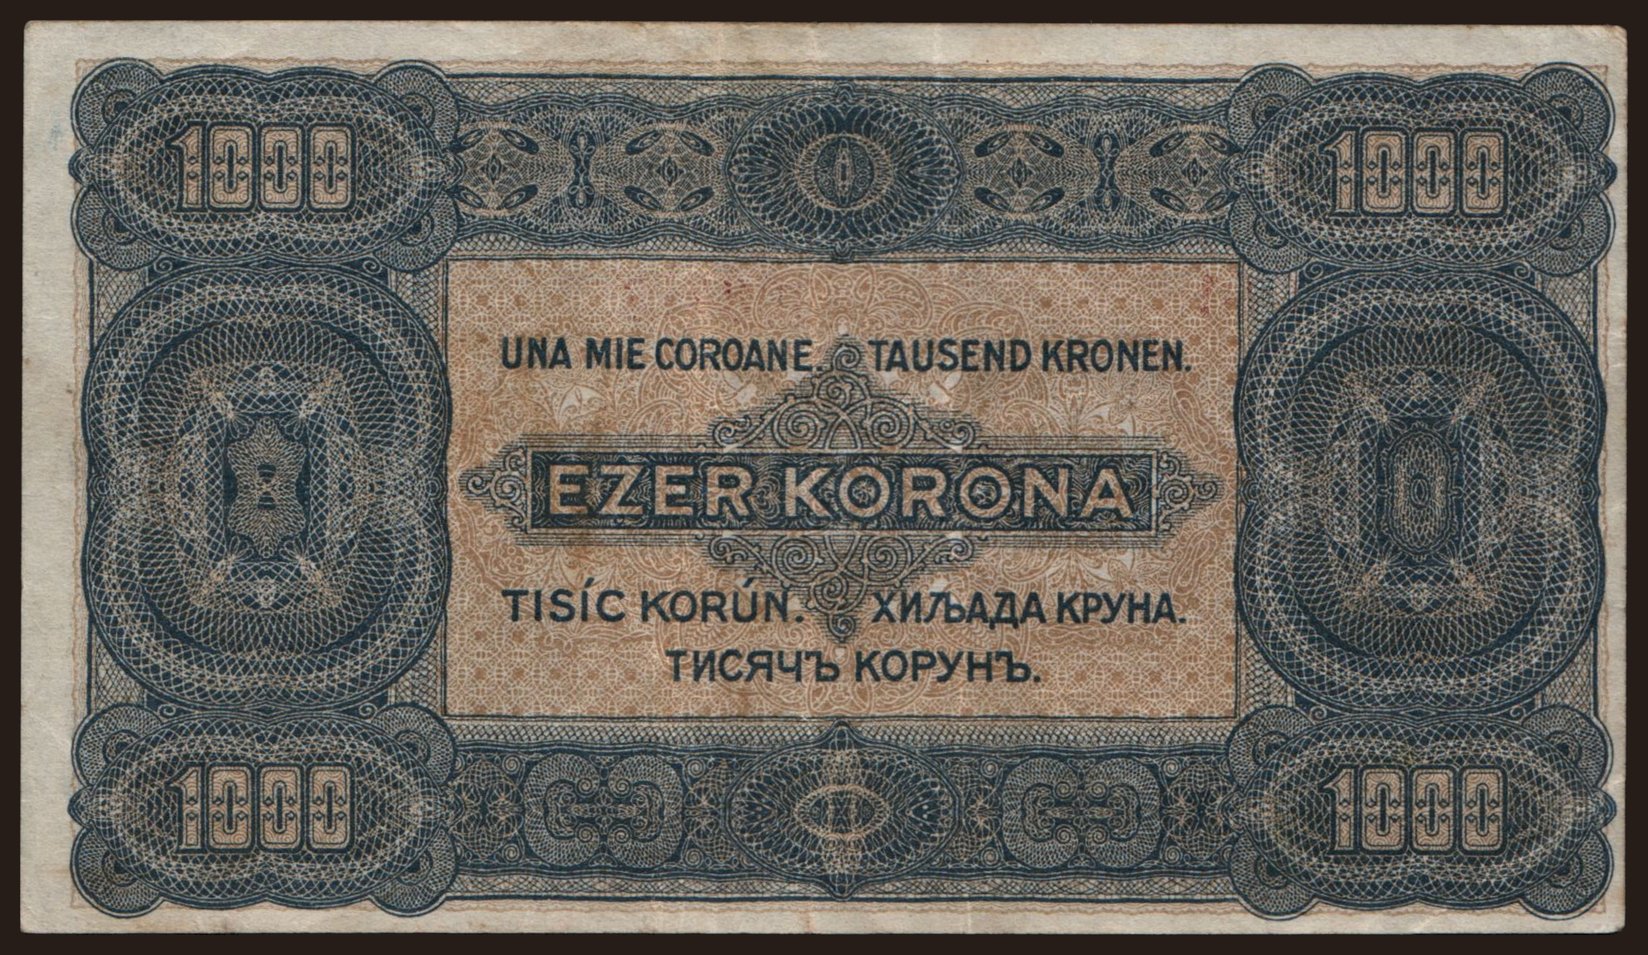 1000 1000
UNA MIE COROANE. TAUSEND KRONEN.
EZER KORONA
TISÍC KORÚN. ХИЉАДА КРУНА.
ТИСЯЧЪ КОРУНЪ.
1000 1000